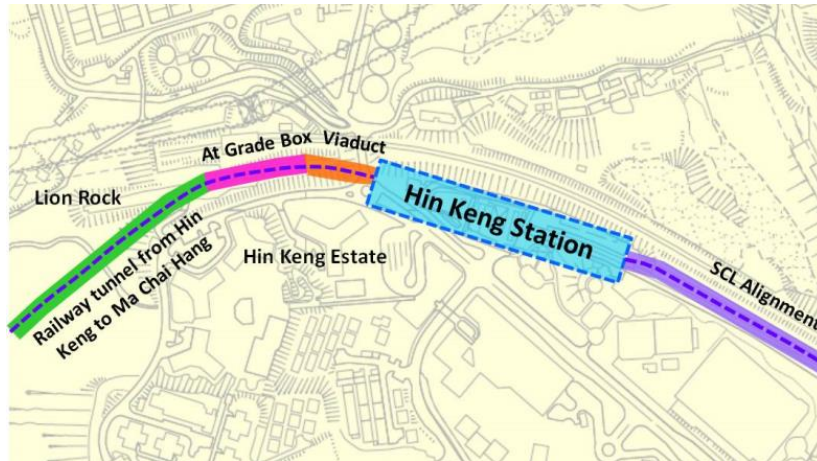 At Grade Box Viaduct
Lion Rock
Hin Keng Station
Railway tunnel from Hin
Keng to Ma Chai Hang
Hin Keng Estate
SCL Alignment